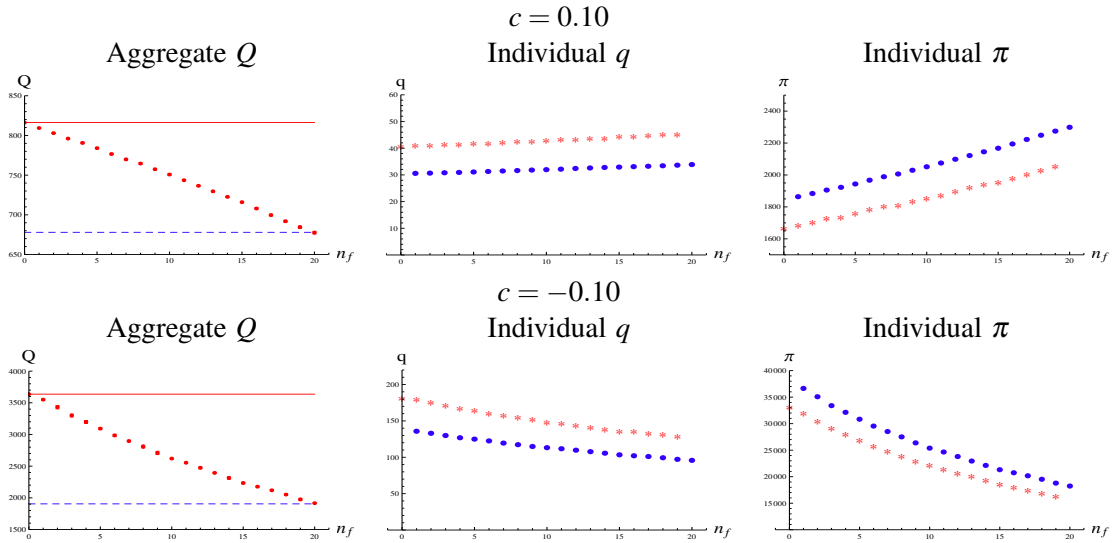 c = 0.10
Aggregate Q Individual q Individual π
Q
850
800
750
700
650
0 5 10 15 20 n_f
q
60
50
40
30
20
10
0 5 10 15 20 n_f
π
2400
2200
2000
1800
1600
0 5 10 15 20 n_f
c = −0.10
Aggregate Q Individual q Individual π
Q
4000
3500
3000
2500
2000
1500
0 5 10 15 20 n_f
q
200
150
100
50
0 5 10 15 20 n_f
π
40000
35000
30000
25000
20000
15000
0 5 10 15 20 n_f